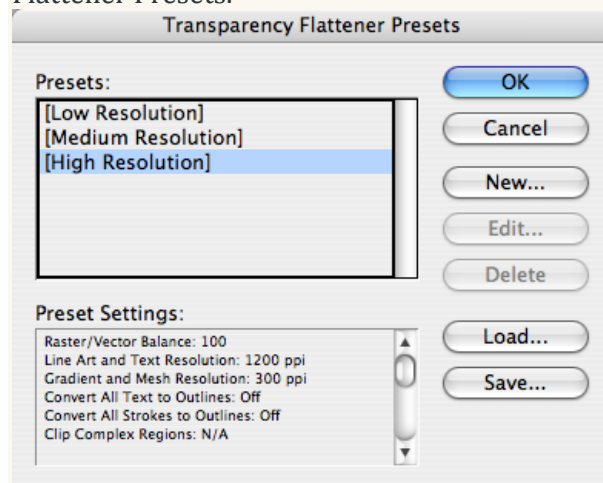 Flattener Presets.
Transparency Flattener Presets
Presets:
[Low Resolution]
[Medium Resolution]
[High Resolution]
OK
Cancel
New...
Edit...
Delete
Preset Settings:
Raster/Vector Balance: 100
Line Art and Text Resolution: 1200 ppi
Gradient and Mesh Resolution: 300 ppi
Convert All Text to Outlines: Off
Convert All Strokes to Outlines: Off
Clip Complex Regions: N/A
Load...
Save...